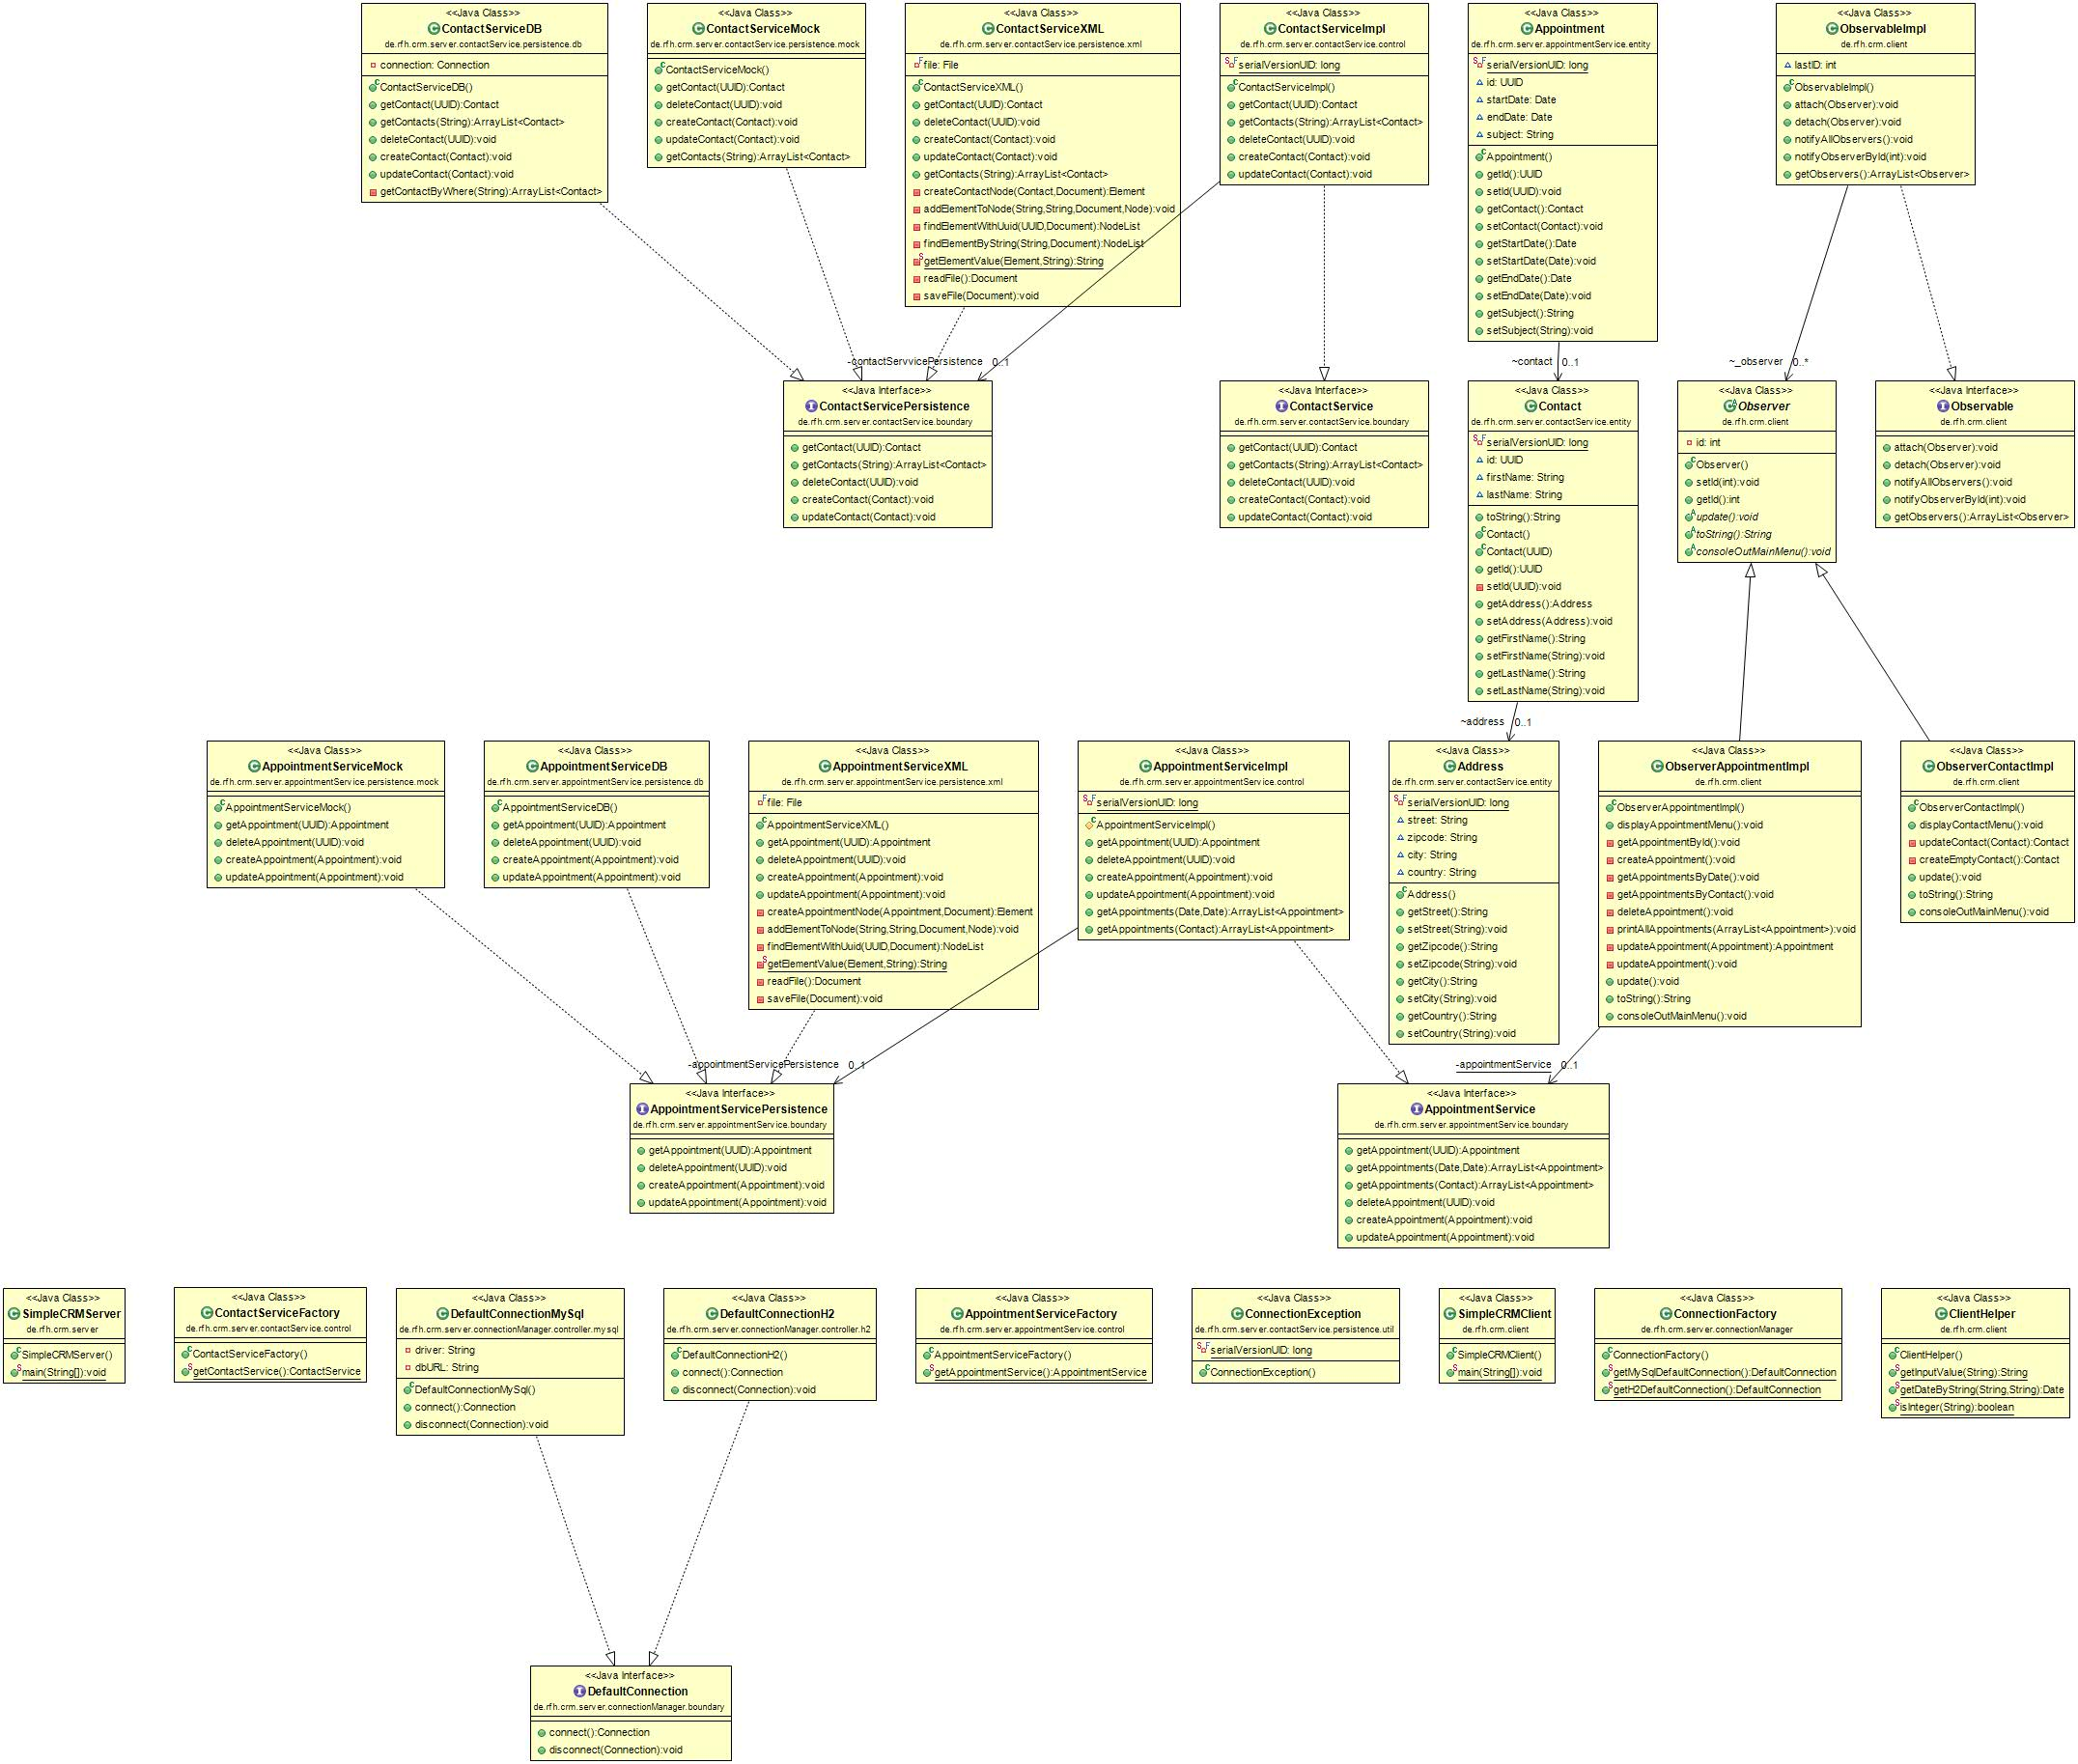 <<Java Class>>
ContactServiceDB
de.rfh.crm.server.contactService.persistence.db
connection: Connection
ContactServiceDB()
getContact(UUID):Contact
getContacts(String):ArrayList<Contact>
deleteContact(UUID):void
createContact(Contact):void
updateContact(Contact):void
getContactByWhere(String):ArrayList<Contact>
<<Java Class>>
ContactServiceMock
de.rfh.crm.server.contactService.persistence.mock
ContactServiceMock()
getContact(UUID):Contact
deleteContact(UUID):void
createContact(Contact):void
updateContact(Contact):void
getContacts(String):ArrayList<Contact>
<<Java Class>>
ContactServiceXML
de.rfh.crm.server.contactService.persistence.xml
file: File
ContactServiceXML()
getContact(UUID):Contact
deleteContact(UUID):void
createContact(Contact):void
updateContact(Contact):void
getContacts(String):ArrayList<Contact>
createContactNode(Contact,Document):Element
addElementToNode(String,String,Document,Node):void
findElementWithUuid(UUID,Document):NodeList
findElementByString(String,Document):NodeList
getElementValue(Element,String):String
readFile():Document
saveFile(Document):void
<<Java Class>>
ContactServiceImpl
de.rfh.crm.server.contactService.control
serialVersionUID: long
ContactServiceImpl()
getContact(UUID):Contact
getContacts(String):ArrayList<Contact>
deleteContact(UUID):void
createContact(Contact):void
updateContact(Contact):void
<<Java Class>>
Appointment
de.rfh.crm.server.appointmentService.entity
serialVersionUID: long
id: UUID
startDate: Date
endDate: Date
subject: String
Appointment()
getId():UUID
setId(UUID):void
getContact():Contact
setContact(Contact):void
getStartDate():Date
setStartDate(Date):void
getEndDate():Date
setEndDate(Date):void
getSubject():String
setSubject(String):void
<<Java Class>>
ObservableImpl
de.rfh.crm.client
lastID: int
ObservableImpl()
attach(Observer):void
detach(Observer):void
notifyAllObservers():void
notifyObserverById(int):void
getObservers():ArrayList<Observer>
-contactServvicePersistence 0..1
~contact 0..1
~_observer 0..*
<<Java Interface>>
ContactServicePersistence
de.rfh.crm.server.contactService.boundary
getContact(UUID):Contact
getContacts(String):ArrayList<Contact>
deleteContact(UUID):void
createContact(Contact):void
updateContact(Contact):void
<<Java Interface>>
ContactService
de.rfh.crm.server.contactService.boundary
getContact(UUID):Contact
getContacts(String):ArrayList<Contact>
deleteContact(UUID):void
createContact(Contact):void
updateContact(Contact):void
<<Java Class>>
Contact
de.rfh.crm.server.contactService.entity
serialVersionUID: long
id: UUID
firstName: String
lastName: String
toString():String
Contact()
Contact(UUID)
getId():UUID
setId(UUID):void
getAddress():Address
setAddress(Address):void
getFirstName():String
setFirstName(String):void
getLastName():String
setLastName(String):void
<<Java Class>>
Observer
de.rfh.crm.client
id: int
Observer()
setId(int):void
getId():int
update():void
toString():String
consoleOutMainMenu():void
<<Java Interface>>
Observable
de.rfh.crm.client
attach(Observer):void
detach(Observer):void
notifyAllObservers():void
notifyObserverById(int):void
getObservers():ArrayList<Observer>
~address 0..1
<<Java Class>>
AppointmentServiceMock
de.rfh.crm.server.appointmentService.persistence.mock
AppointmentServiceMock()
getAppointment(UUID):Appointment
deleteAppointment(UUID):void
createAppointment(Appointment):void
updateAppointment(Appointment):void
<<Java Class>>
AppointmentServiceDB
de.rfh.crm.server.appointmentService.persistence.db
AppointmentServiceDB()
getAppointment(UUID):Appointment
deleteAppointment(UUID):void
createAppointment(Appointment):void
updateAppointment(Appointment):void
<<Java Class>>
AppointmentServiceXML
de.rfh.crm.server.appointmentService.persistence.xml
file: File
AppointmentServiceXML()
getAppointment(UUID):Appointment
deleteAppointment(UUID):void
createAppointment(Appointment):void
updateAppointment(Appointment):void
createAppointmentNode(Appointment,Document):Element
addElementToNode(String,String,Document,Node):void
findElementWithUuid(UUID,Document):NodeList
getElementValue(Element,String):String
readFile():Document
saveFile(Document):void
<<Java Class>>
AppointmentServiceImpl
de.rfh.crm.server.appointmentService.control
serialVersionUID: long
AppointmentServiceImpl()
getAppointment(UUID):Appointment
deleteAppointment(UUID):void
createAppointment(Appointment):void
updateAppointment(Appointment):void
getAppointments(Date,Date):ArrayList<Appointment>
getAppointments(Contact):ArrayList<Appointment>
<<Java Class>>
Address
de.rfh.crm.server.contactService.entity
serialVersionUID: long
street: String
zipcode: String
city: String
country: String
Address()
getStreet():String
setStreet(String):void
getZipcode():String
setZipcode(String):void
getCity():String
setCity(String):void
getCountry():String
setCountry(String):void
<<Java Class>>
ObserverAppointmentImpl
de.rfh.crm.client
ObserverAppointmentImpl()
displayAppointmentMenu():void
getAppointmentById():void
createAppointment():void
getAppointmentsByDate():void
getAppointmentsByContact():void
deleteAppointment():void
printAllAppointments(ArrayList<Appointment>):void
updateAppointment(Appointment):Appointment
updateAppointment():void
update():void
toString():String
consoleOutMainMenu():void
<<Java Class>>
ObserverContactImpl
de.rfh.crm.client
ObserverContactImpl()
displayContactMenu():void
updateContact(Contact):Contact
createEmptyContact():Contact
update():void
toString():String
consoleOutMainMenu():void
-appointmentServicePersistence 0..1
-appointmentService 0..1
<<Java Interface>>
AppointmentServicePersistence
de.rfh.crm.server.appointmentService.boundary
getAppointment(UUID):Appointment
deleteAppointment(UUID):void
createAppointment(Appointment):void
updateAppointment(Appointment):void
<<Java Interface>>
AppointmentService
de.rfh.crm.server.appointmentService.boundary
getAppointment(UUID):Appointment
getAppointments(Date,Date):ArrayList<Appointment>
getAppointments(Contact):ArrayList<Appointment>
deleteAppointment(UUID):void
createAppointment(Appointment):void
updateAppointment(Appointment):void
<<Java Class>>
SimpleCRMServer
de.rfh.crm.server
SimpleCRMServer()
main(String[]):void
<<Java Class>>
ContactServiceFactory
de.rfh.crm.server.contactService.control
ContactServiceFactory()
getContactService():ContactService
<<Java Class>>
DefaultConnectionMySql
de.rfh.crm.server.connectionManager.controller.mysql
driver: String
dbURL: String
DefaultConnectionMySql()
connect():Connection
disconnect(Connection):void
<<Java Class>>
DefaultConnectionH2
de.rfh.crm.server.connectionManager.controller.h2
DefaultConnectionH2()
connect():Connection
disconnect(Connection):void
<<Java Class>>
AppointmentServiceFactory
de.rfh.crm.server.appointmentService.control
AppointmentServiceFactory()
getAppointmentService():AppointmentService
<<Java Class>>
ConnectionException
de.rfh.crm.server.contactService.persistence.util
serialVersionUID: long
ConnectionException()
<<Java Class>>
SimpleCRMClient
de.rfh.crm.client
SimpleCRMClient()
main(String[]):void
<<Java Class>>
ConnectionFactory
de.rfh.crm.server.connectionManager
ConnectionFactory()
getMySqlDefaultConnection():DefaultConnection
getH2DefaultConnection():DefaultConnection
<<Java Class>>
ClientHelper
de.rfh.crm.client
ClientHelper()
getInputValue(String):String
getDateByString(String,String):Date
isInteger(String):boolean
<<Java Interface>>
DefaultConnection
de.rfh.crm.server.connectionManager.boundary
connect():Connection
disconnect(Connection):void